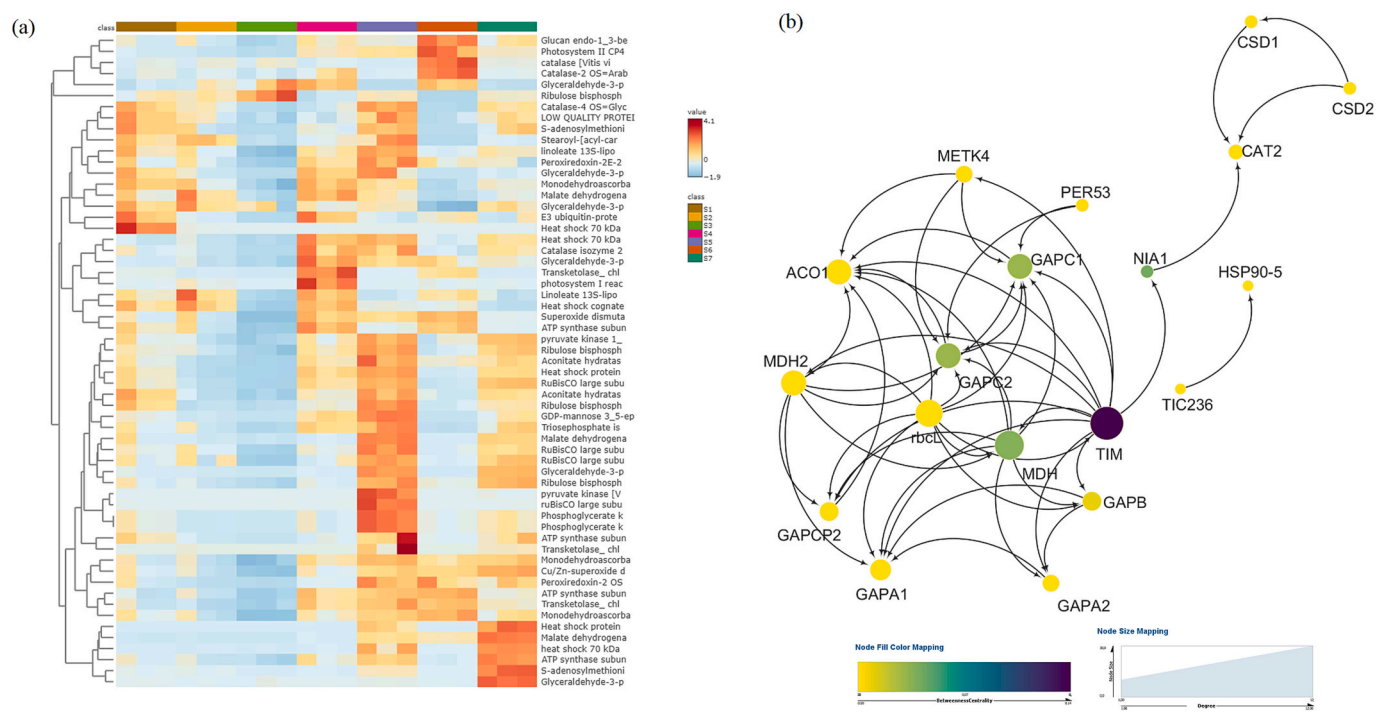 (a)
class
Glucan endo-1_3-be
Photosystem II CP4
catalase [Vitis vi
Catalase-2 OS=Arab
Glyceraldehyde-3-p
Ribulose bisphosph
Catalase-4 OS=Glyc
LOW QUALITY PROTEI
S-adenosylmethioni
Stearoyl-[acyl-car
linoleate 13S-lipo
Peroxiredoxin-2E-2
Glyceraldehyde-3-p
Monodehydroascorba
Malate dehydrogena
Glyceraldehyde-3-p
E3 ubiquitin-prote
Heat shock 70 kDa
Heat shock 70 kDa
Catalase isozyme 2
Glyceraldehyde-3-p
Transketolase_ chl
photosystem I reac
Linoleate 13S-lipo
Heat shock cognate
Superoxide dismuta
ATP synthase subun
pyruvate kinase 1_
Ribulose bisphosph
Aconitate hydratas
Heat shock protein
RuBisCO large subu
Aconitate hydratas
Ribulose bisphosph
GDP-mannose 3_5-ep
Triosephosphate is
Malate dehydrogena
RuBisCO large subu
RuBisCO large subu
Glyceraldehyde-3-p
Ribulose bisphosph
pyruvate kinase [V
ruBisCO large subu
Phosphoglycerate k
Phosphoglycerate k
ATP synthase subun
Transketolase_ chl
Monodehydroascorba
Cu/Zn-superoxide d
Peroxiredoxin-2 OS
ATP synthase subun
Transketolase_ chl
Monodehydroascorba
Heat shock protein
Malate dehydrogena
heat shock 70 kDa
ATP synthase subun
S-adenosylmethioni
Glyceraldehyde-3-p
value
4.1
0
-1.9
class
S1
S2
S3
S4
S5
S6
S7
(b)
CSD1
CSD2
CAT2
METK4
PER53
ACO1
GAPC1
NIA1
HSP90-5
MDH2
GAPC2
TIC236
rbcL
TIM
MDH
GAPCP2
GAPB
GAPA1
GAPA2
Node Fill Color Mapping
BetweennessCentrality
Node Size Mapping
Node Size
Degree